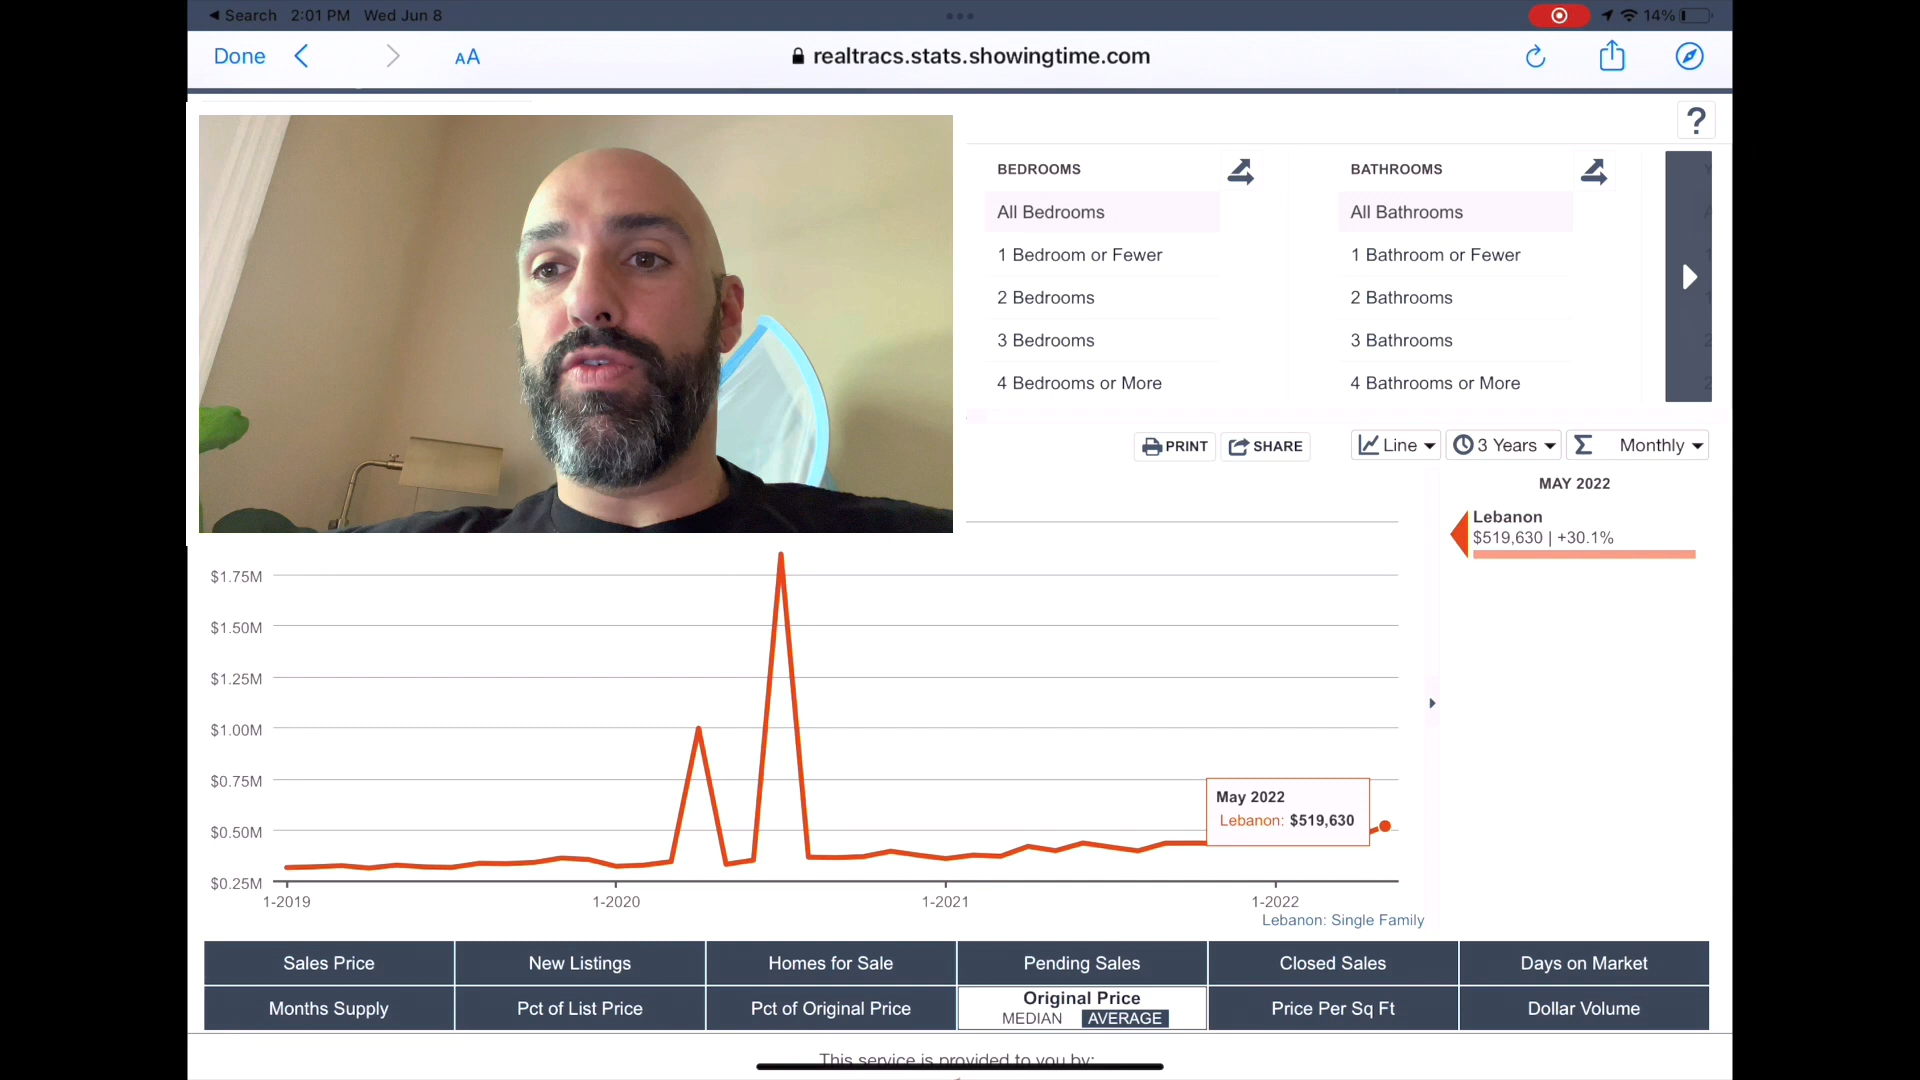 Search 2:01 PM Wed Jun 8
14%
Done
AA
realtracs.stats.showingtime.com
?
BEDROOMS
All Bedrooms
1 Bedroom or Fewer
2 Bedrooms
3 Bedrooms
4 Bedrooms or More
BATHROOMS
All Bathrooms
1 Bathroom or Fewer
2 Bathrooms
3 Bathrooms
4 Bathrooms or More
PRINT
SHARE
Line
3 Years
Σ Monthly
MAY 2022
Lebanon
$519,630 | +30.1%
$1.75M
$1.50M
$1.25M
$1.00M
$0.75M
$0.50M
$0.25M
May 2022
Lebanon: $519,630
1-2019
1-2020
1-2021
1-2022
Lebanon: Single Family
Sales Price
New Listings
Homes for Sale
Pending Sales
Closed Sales
Days on Market
Months Supply
Pct of List Price
Pct of Original Price
Original Price
MEDIAN AVERAGE
Price Per Sq Ft
Dollar Volume
This service is provided to you by: